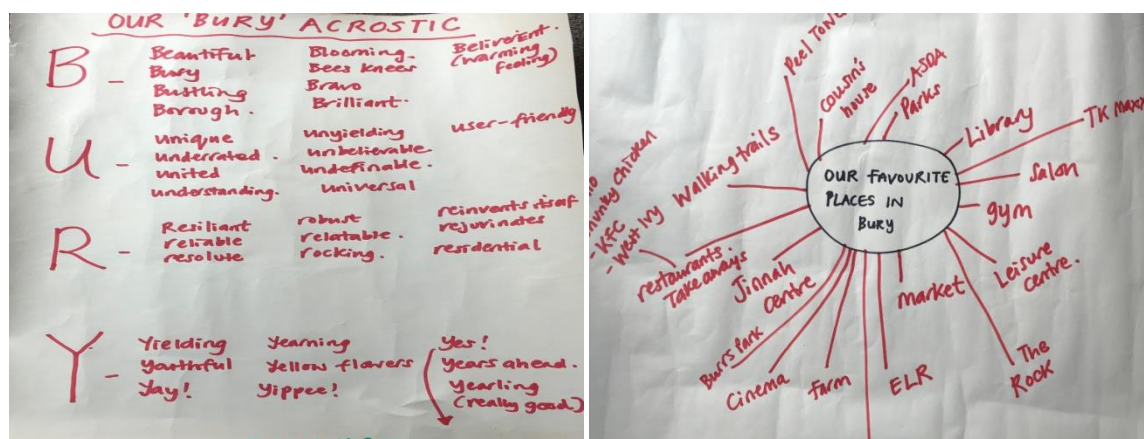 OUR 'BURY' ACROSTIC
B -
Beautiful
Bury
Bustling
Borough.
Blooming.
Bees knees
Bravo
Brilliant.
Beliverent.
(warming
feeling)
U -
unique
underrated.
united
understanding.
unyielding
unbelievable
undefinable.
universal
user-friendly
R -
Resiliant
reliable
resolute
robust
relatable.
rocking.
reinvents itself
rejuvinates
residential
Y -
Yielding
Youthful
Yay!
Yearning
Yellow flowers
Yippee!
Yes!
Years ahead.
Yearling
(really good)
OUR FAVOURITE
PLACES IN
BURY
Peel
cousin's
house
ASDA
Parks
Library
TK Maxx
Salon
gym
Leisure
centre.
The
Rock
market
ELR
farm
Cinema
Burrs Park
Jinnah
centre
restaurants
Takeaways
- KFC
- West Ivy
chicken
Walking trails